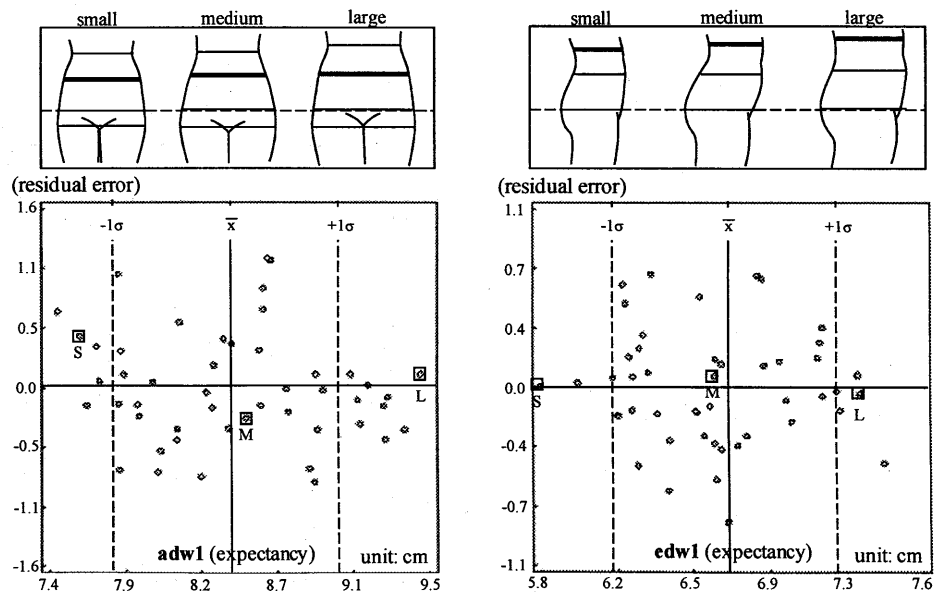 small medium large
(residual error)
1.6
-1σ x̄ +1σ
1.1
0.5
S
0.0
M
L
-0.5
-1.1
adw1 (expectancy) unit: cm
-1.6
7.4 7.9 8.2 8.7 9.1 9.5
small medium large
(residual error)
1.1
-1σ x̄ +1σ
0.7
0.4
0.0
S
M
L
-0.4
-0.7
edw1 (expectancy) unit: cm
-1.1
5.8 6.2 6.5 6.9 7.3 7.6